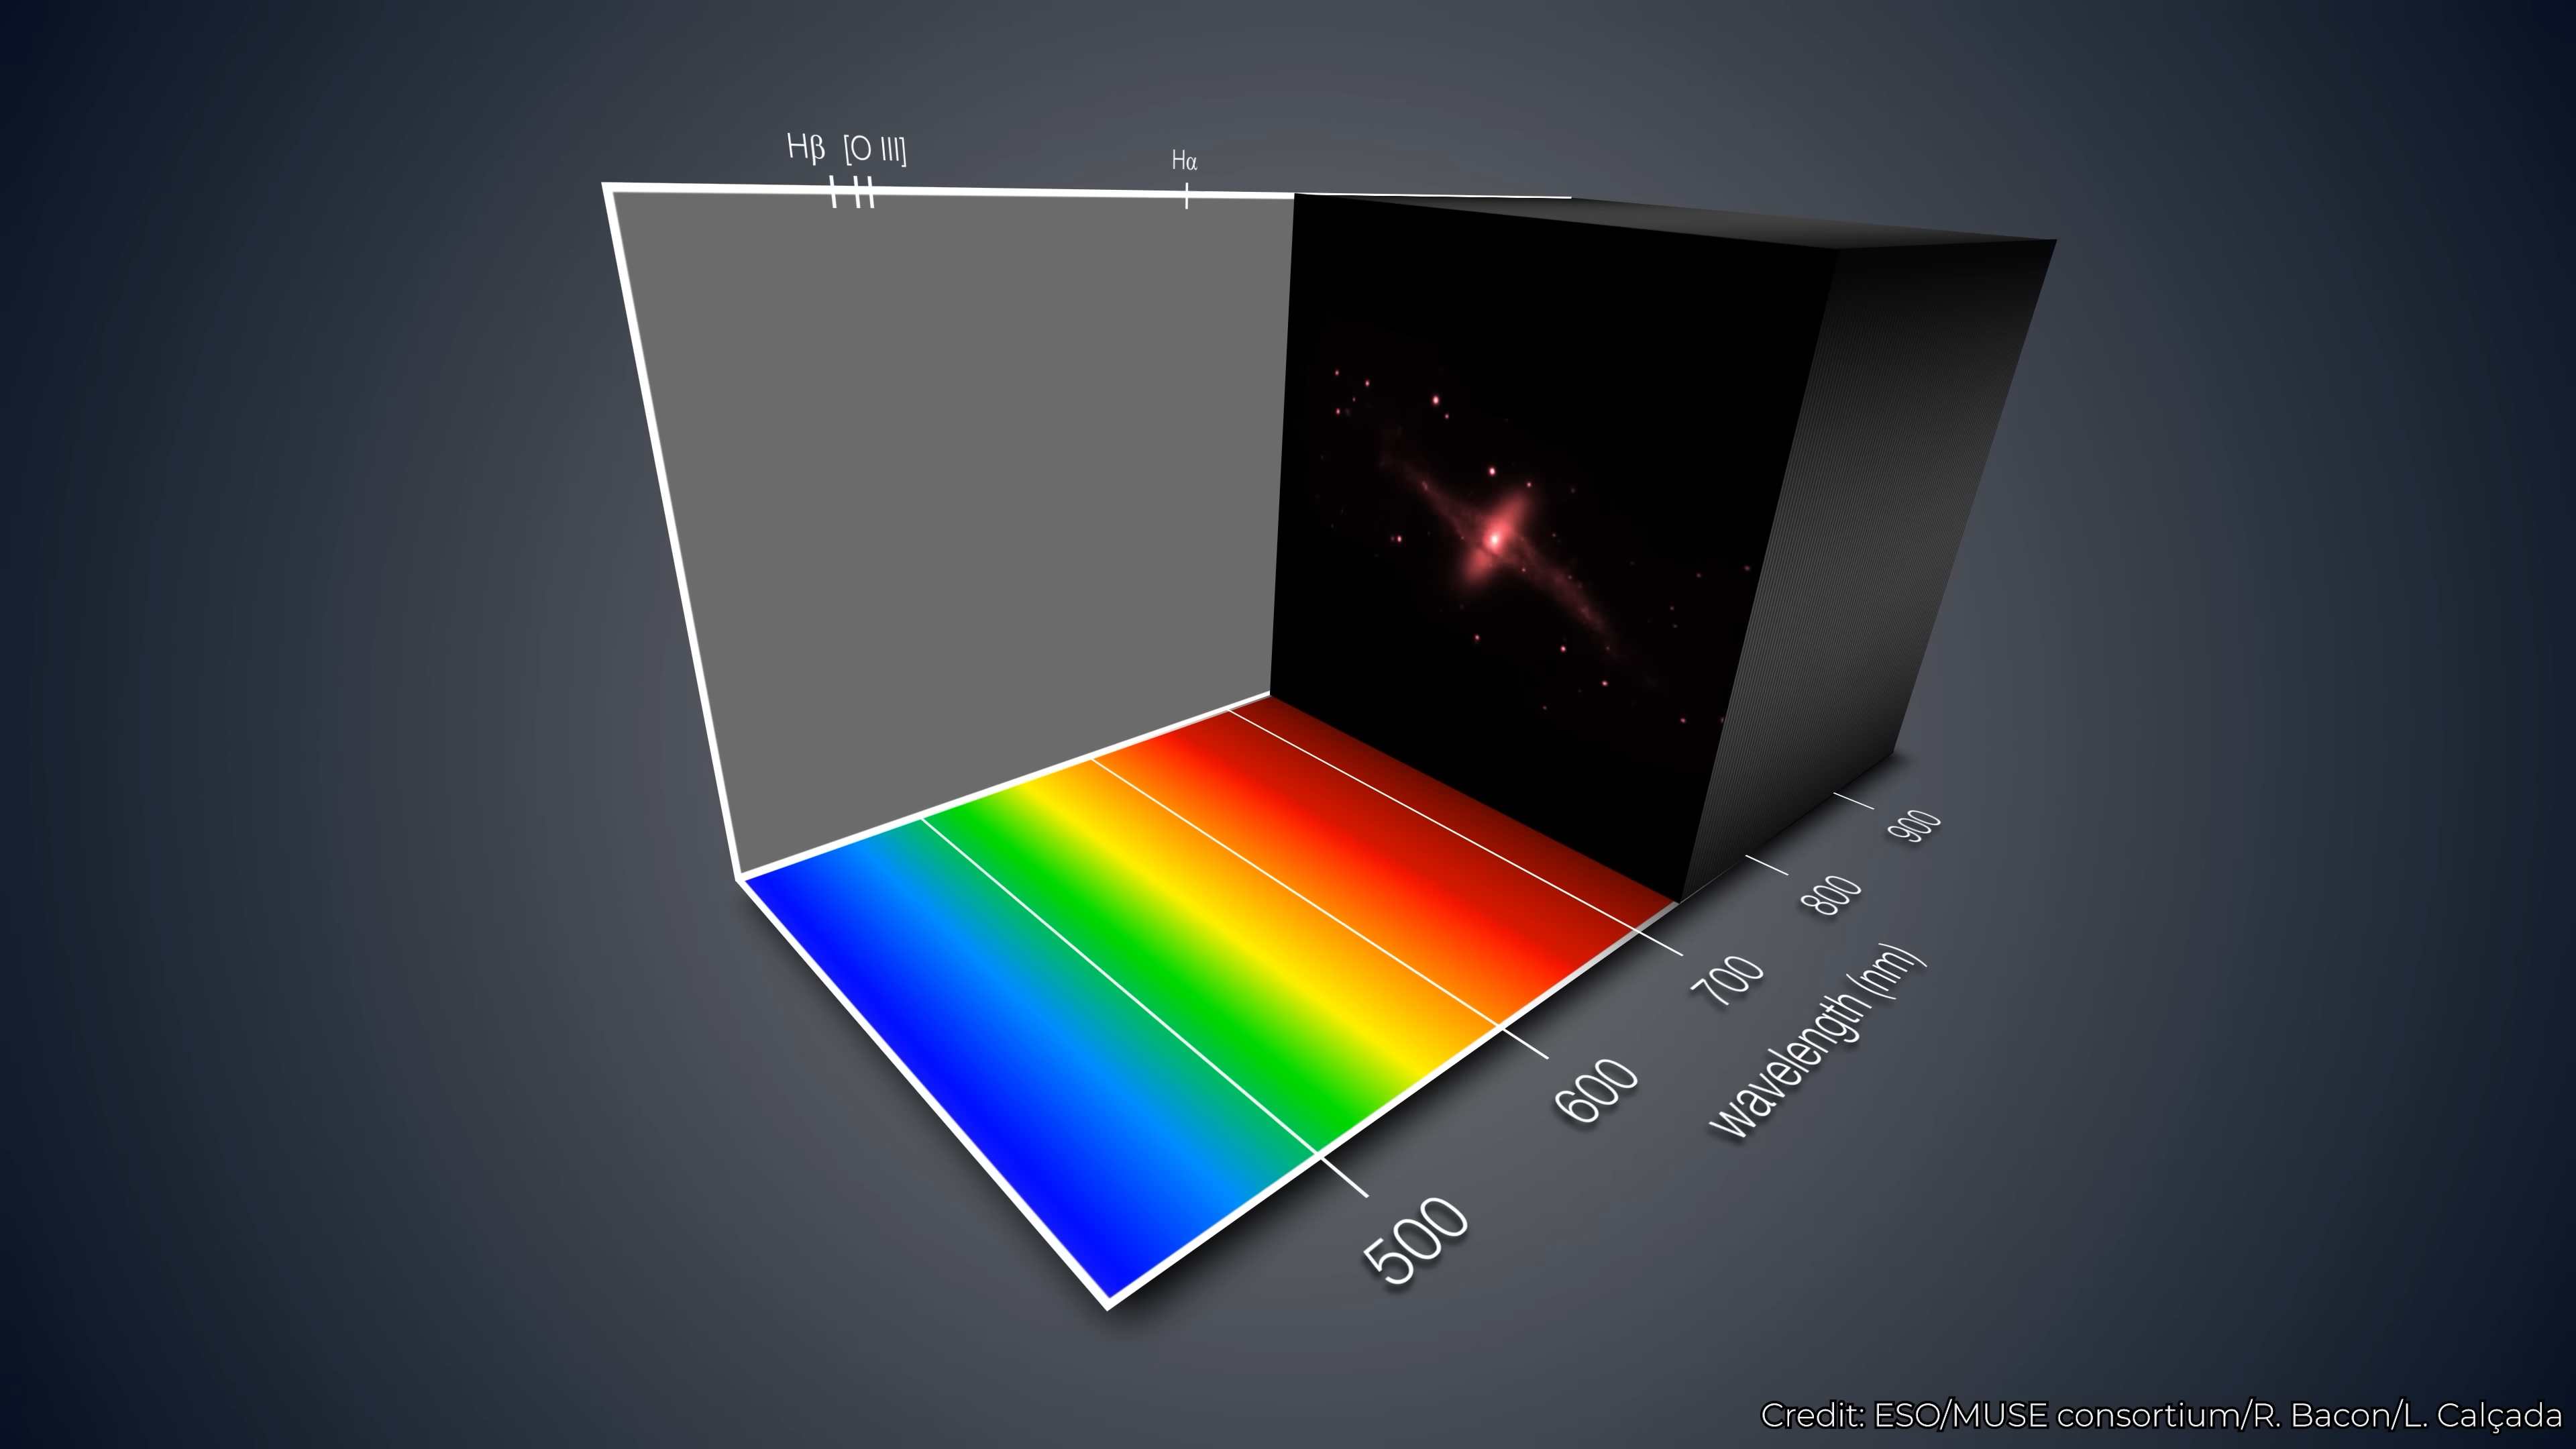 Hβ [O III]
Hα
900
800
700
600
500
wavelength (nm)
Credit: ESO/MUSE consortium/R. Bacon/L. Calçada